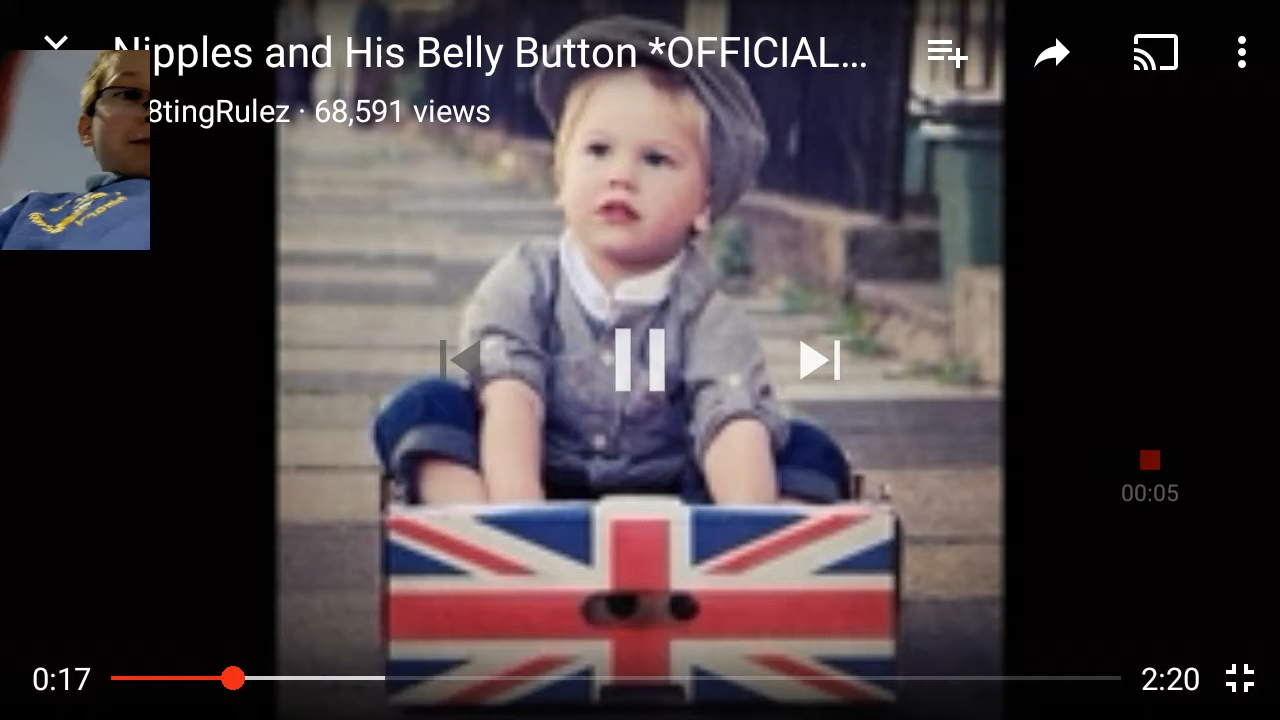 Nipples and His Belly Button *OFFICIAL...
8tingRulez · 68,591 views
00:05
0:17
2:20